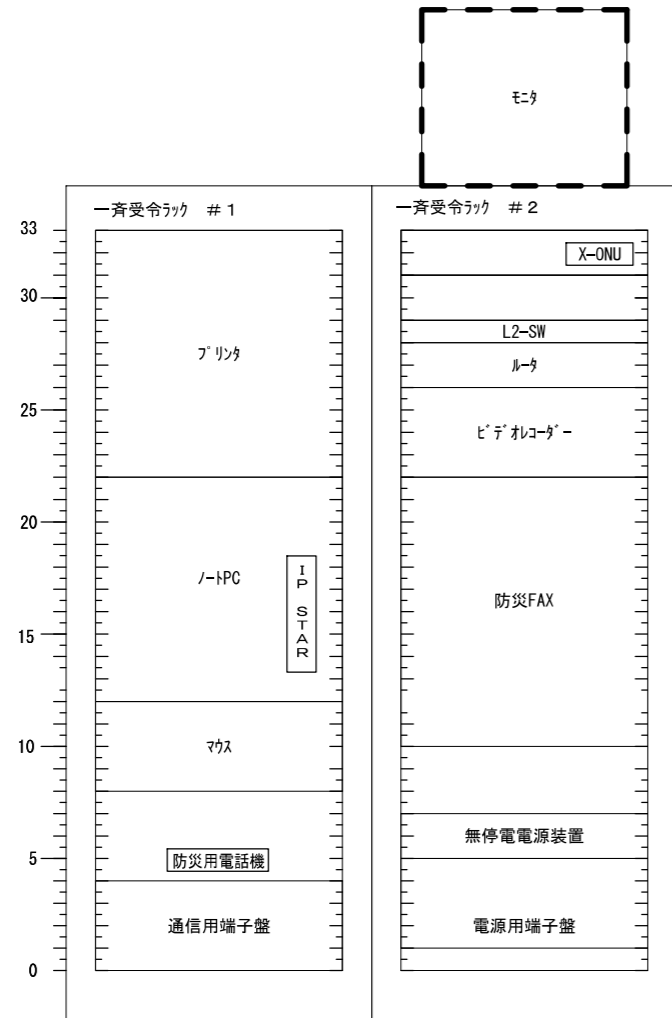 ﾓﾆﾀ
一斉受令ﾗｯｸ ＃１
一斉受令ﾗｯｸ ＃２
33
30
25
20
15
10
5
0
ﾌﾟﾘﾝﾀ
ﾉｰﾄPC
IP STAR
ﾏｳｽ
防災用電話機
通信用端子盤
X-ONU
L2-SW
ﾙｰﾀ
ﾋﾞﾃﾞｵﾚｺｰﾀﾞｰ
防災FAX
無停電電源装置
電源用端子盤